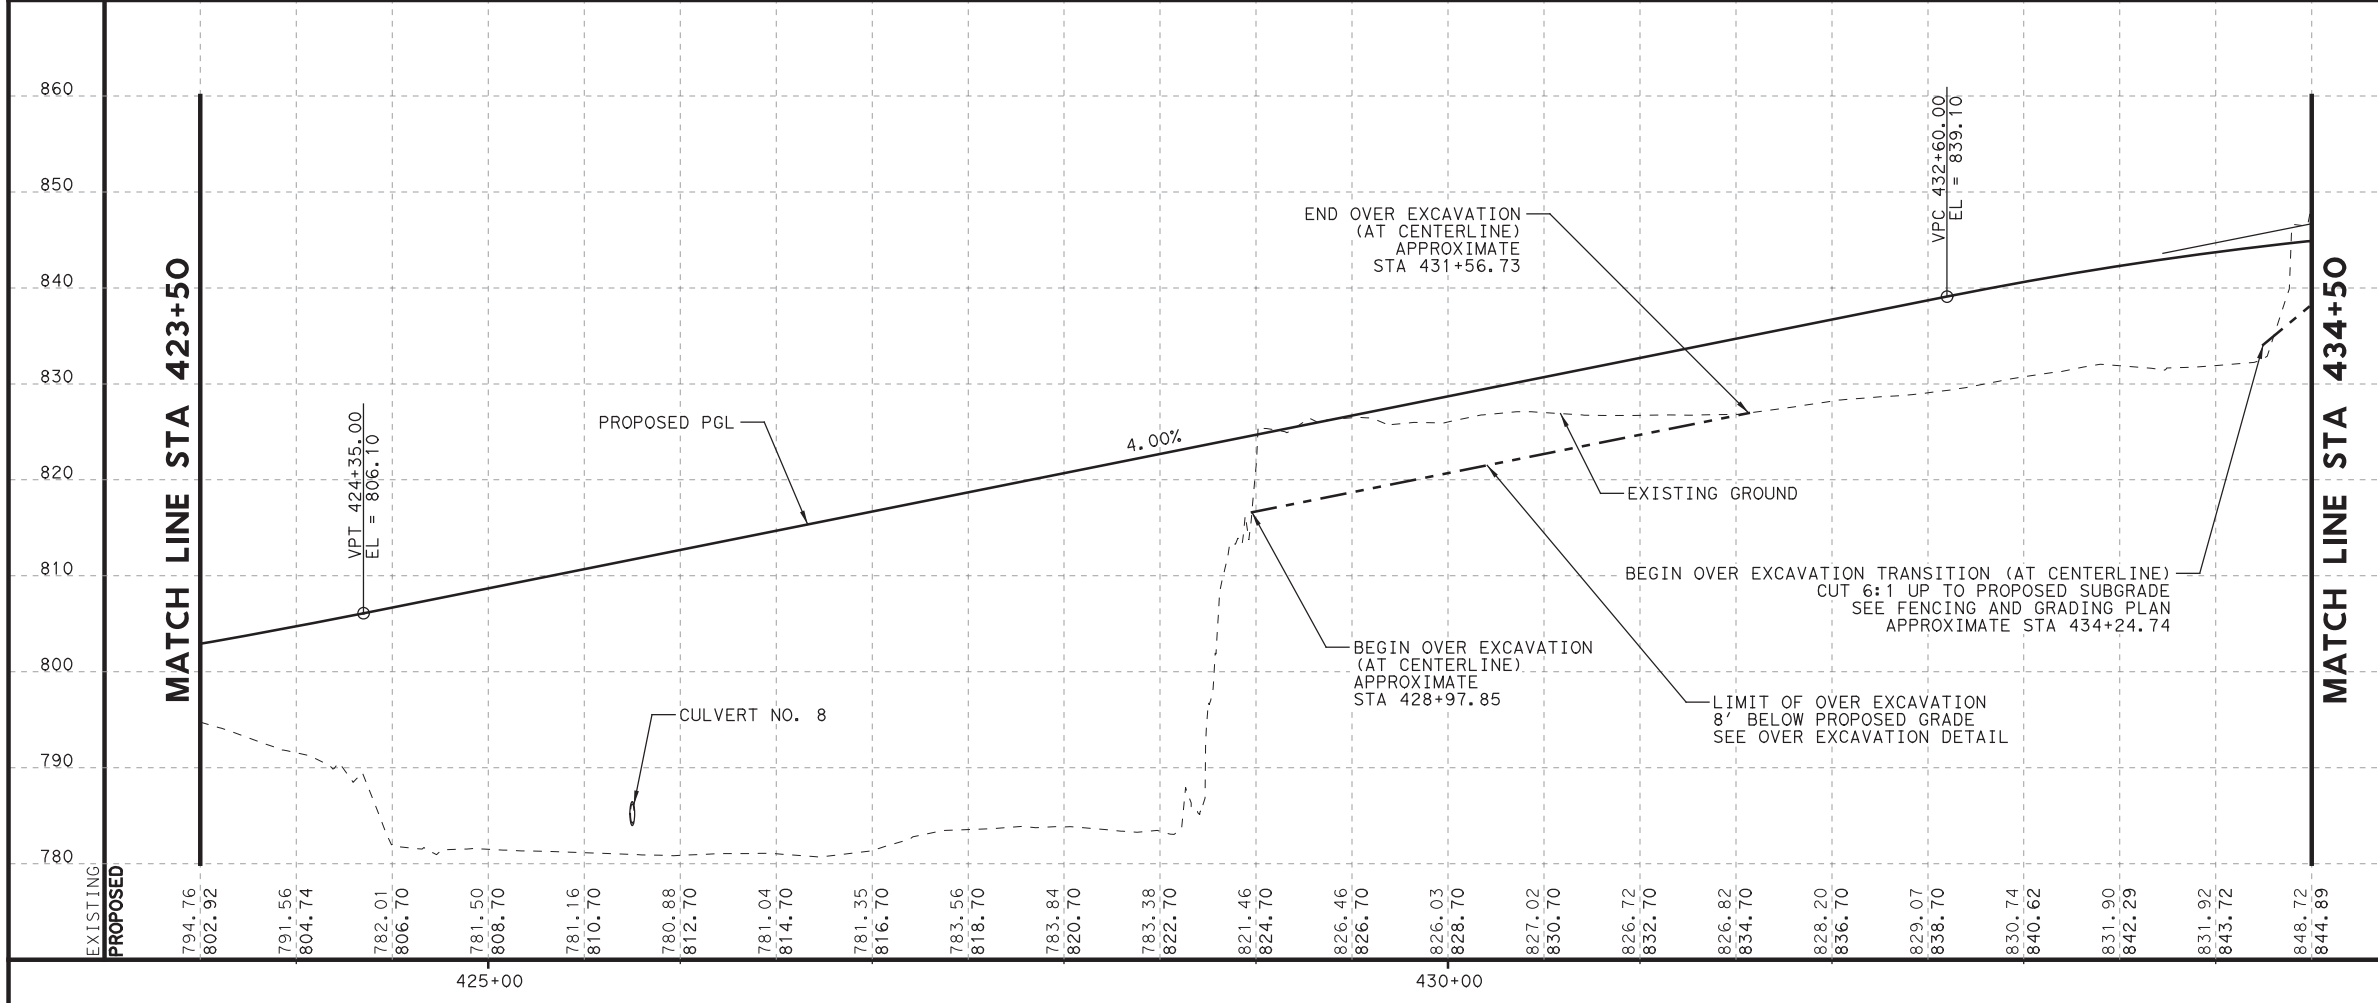 860
850
840
830
820
810
800
790
780
MATCH LINE STA 423+50
VPT 424+35.00
EL = 806.10
PROPOSED PGL
CULVERT NO. 8
4.00%
END OVER EXCAVATION
(AT CENTERLINE)
APPROXIMATE
STA 431+56.73
VPC 432+60.00
EL = 839.10
EXISTING GROUND
BEGIN OVER EXCAVATION
(AT CENTERLINE)
APPROXIMATE
STA 428+97.85
LIMIT OF OVER EXCAVATION
8' BELOW PROPOSED GRADE
SEE OVER EXCAVATION DETAIL
BEGIN OVER EXCAVATION TRANSITION (AT CENTERLINE)
CUT 6:1 UP TO PROPOSED SUBGRADE
SEE FENCING AND GRADING PLAN
APPROXIMATE STA 434+24.74
MATCH LINE STA 434+50
EXISTING
PROPOSED
794.76
802.92
791.56
804.74
782.01
806.70
781.50
808.70
781.16
810.70
780.88
812.70
781.04
814.70
781.35
816.70
783.56
818.70
783.84
820.70
783.38
822.70
821.46
824.70
826.46
826.70
826.03
828.70
827.02
830.70
826.72
832.70
826.82
834.70
828.20
836.70
829.07
838.70
830.74
840.62
831.90
842.29
831.92
843.72
848.72
844.89
425+00
430+00